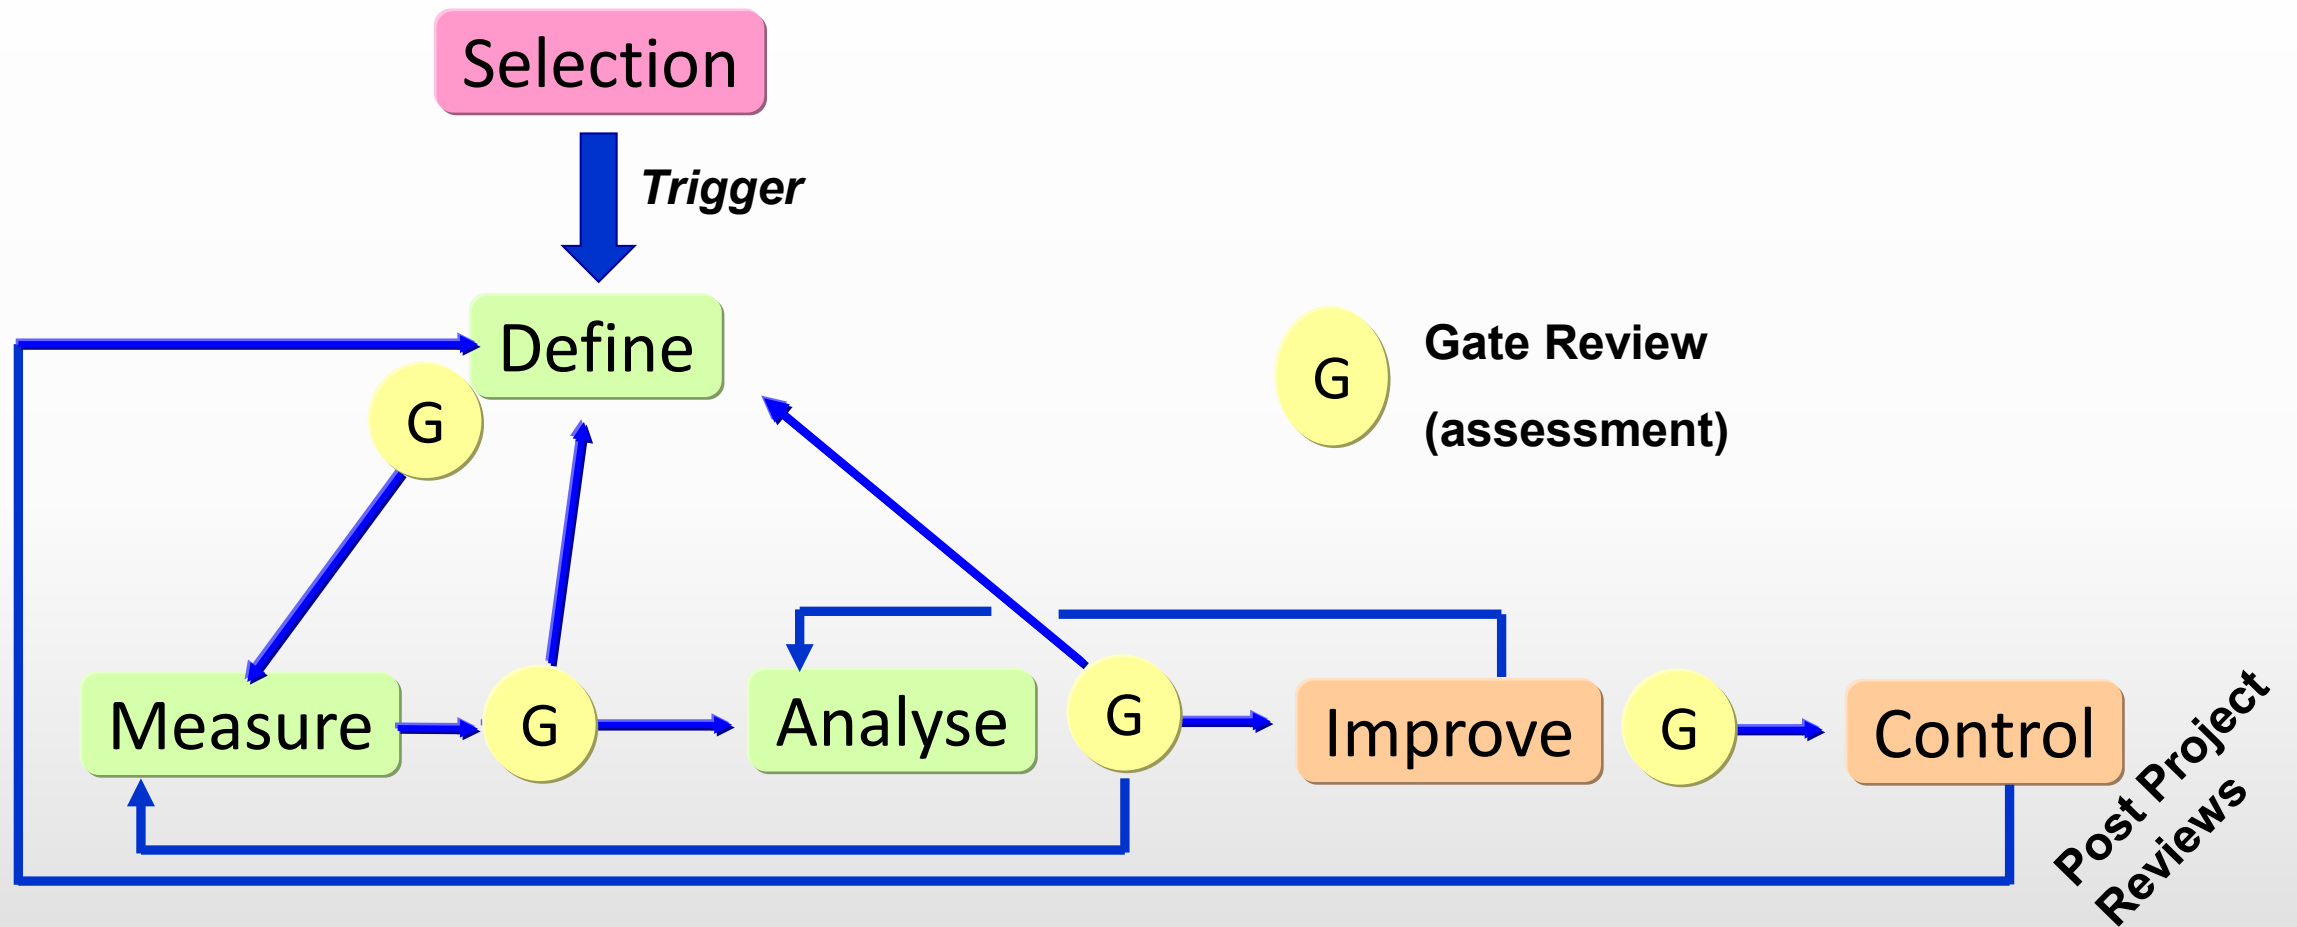 Selection
Trigger
Define
G
G
Gate Review
(assessment)
Measure
G
Analyse
G
Improve
G
Control
Post Project
Reviews